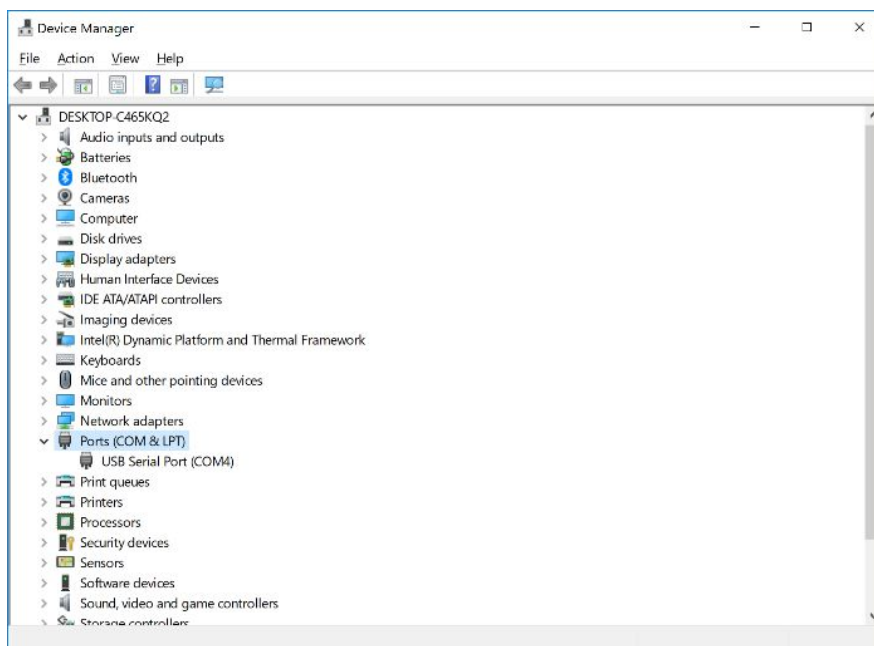 Device Manager
File Action View Help
DESKTOP-C465KQ2
Audio inputs and outputs
Batteries
Bluetooth
Cameras
Computer
Disk drives
Display adapters
Human Interface Devices
IDE ATA/ATAPI controllers
Imaging devices
Intel(R) Dynamic Platform and Thermal Framework
Keyboards
Mice and other pointing devices
Monitors
Network adapters
Ports (COM & LPT)
USB Serial Port (COM4)
Print queues
Printers
Processors
Security devices
Sensors
Software devices
Sound, video and game controllers
Storage controllers